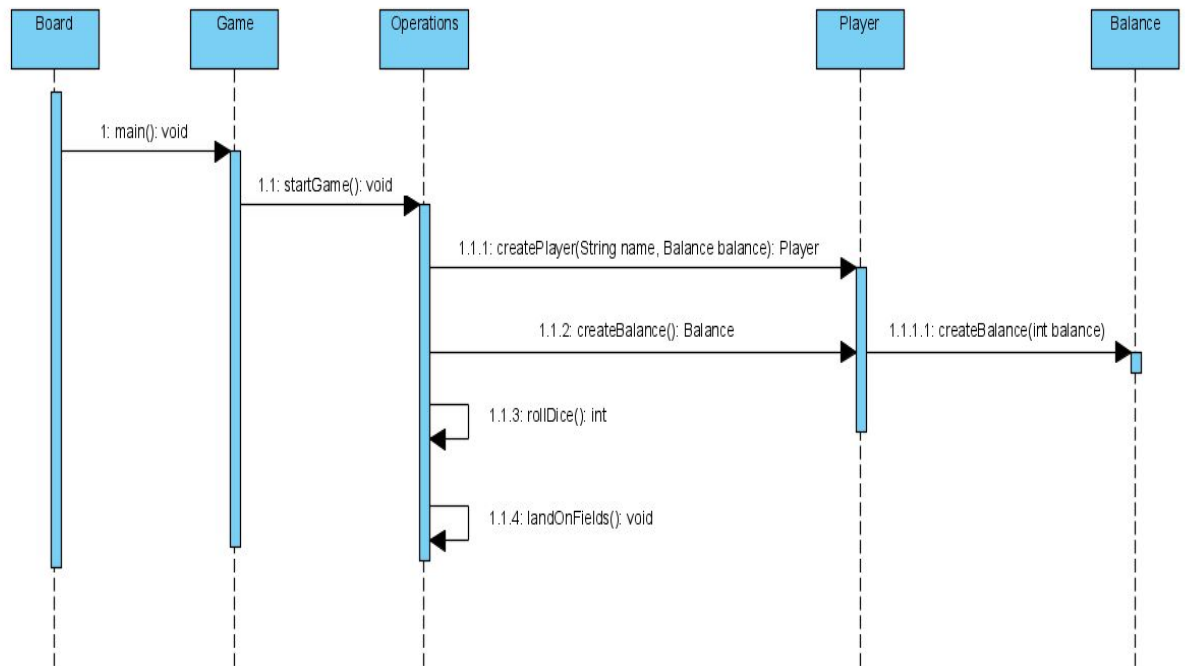 Board
Game
Operations
Player
Balance
1: main(): void
1.1: startGame(): void
1.1.1: createPlayer(String name, Balance balance): Player
1.1.2: createBalance(): Balance
1.1.1.1: createBalance(int balance)
1.1.3: rollDice(): int
1.1.4: landOnFields(): void